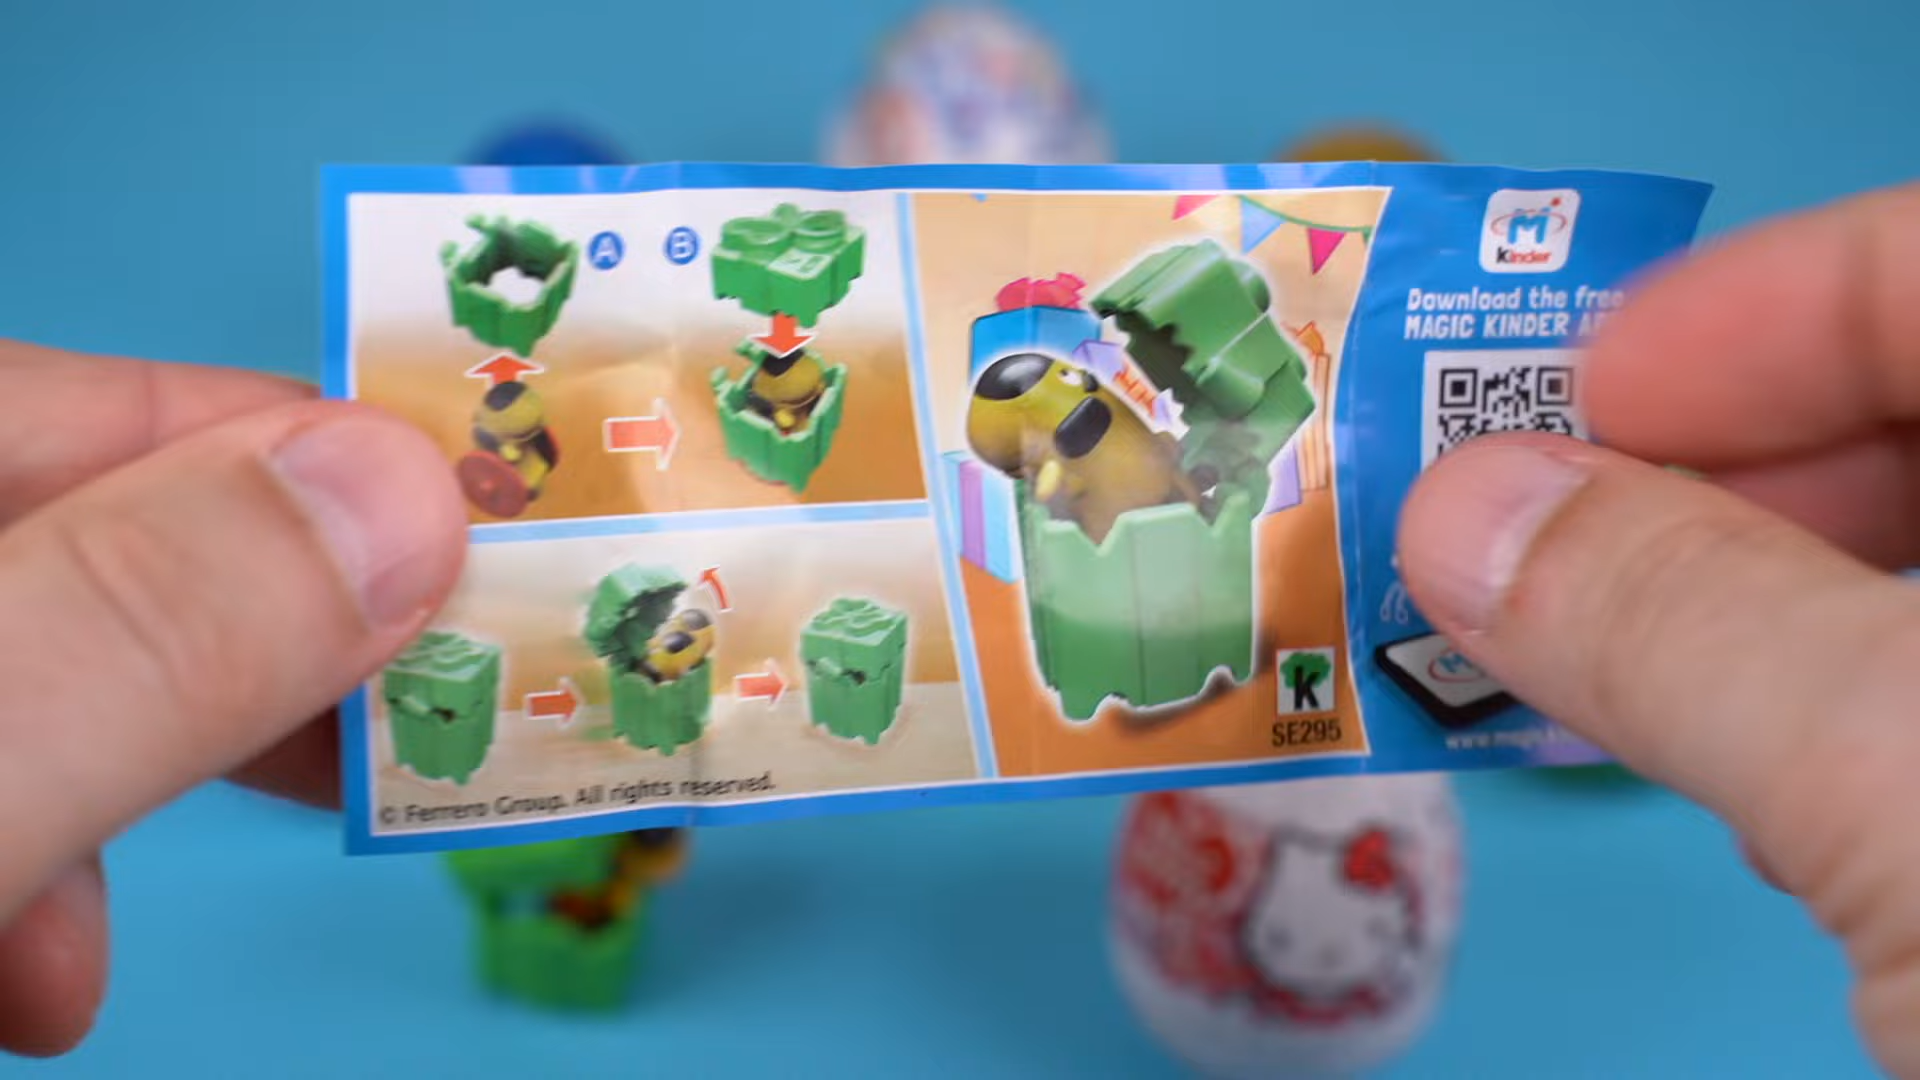 A
B
M
kinder
Download the free
MAGIC KINDER
k
SE295
© Ferrero Group. All rights reserved.